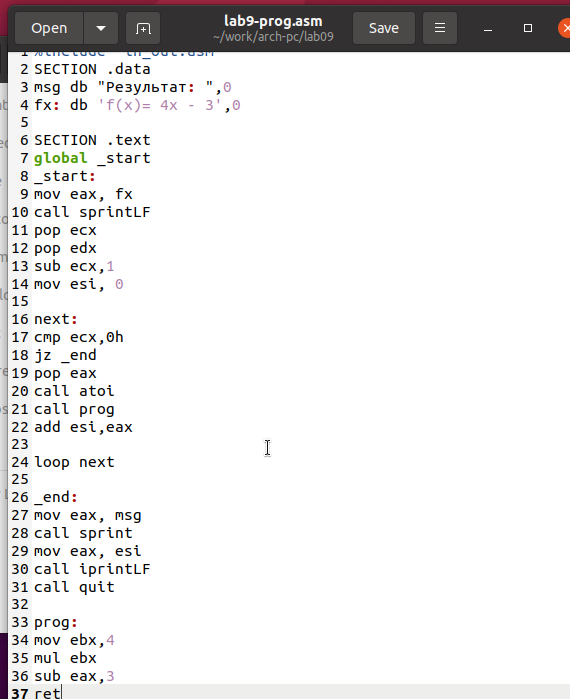 Open
lab9-prog.asm
~/work/arch-pc/lab09
Save
2 SECTION .data
3 msg db "Результат: ",0
4 fx: db 'f(x)= 4x - 3',0
5
6 SECTION .text
7 global _start
8 _start:
9 mov eax, fx
10 call sprintLF
11 pop ecx
12 pop edx
13 sub ecx,1
14 mov esi, 0
15
16 next:
17 cmp ecx,0h
18 jz _end
19 pop eax
20 call atoi
21 call prog
22 add esi,eax
23
24 loop next
25
26 _end:
27 mov eax, msg
28 call sprint
29 mov eax, esi
30 call iprintLF
31 call quit
32
33 prog:
34 mov ebx,4
35 mul ebx
36 sub eax,3
37 ret